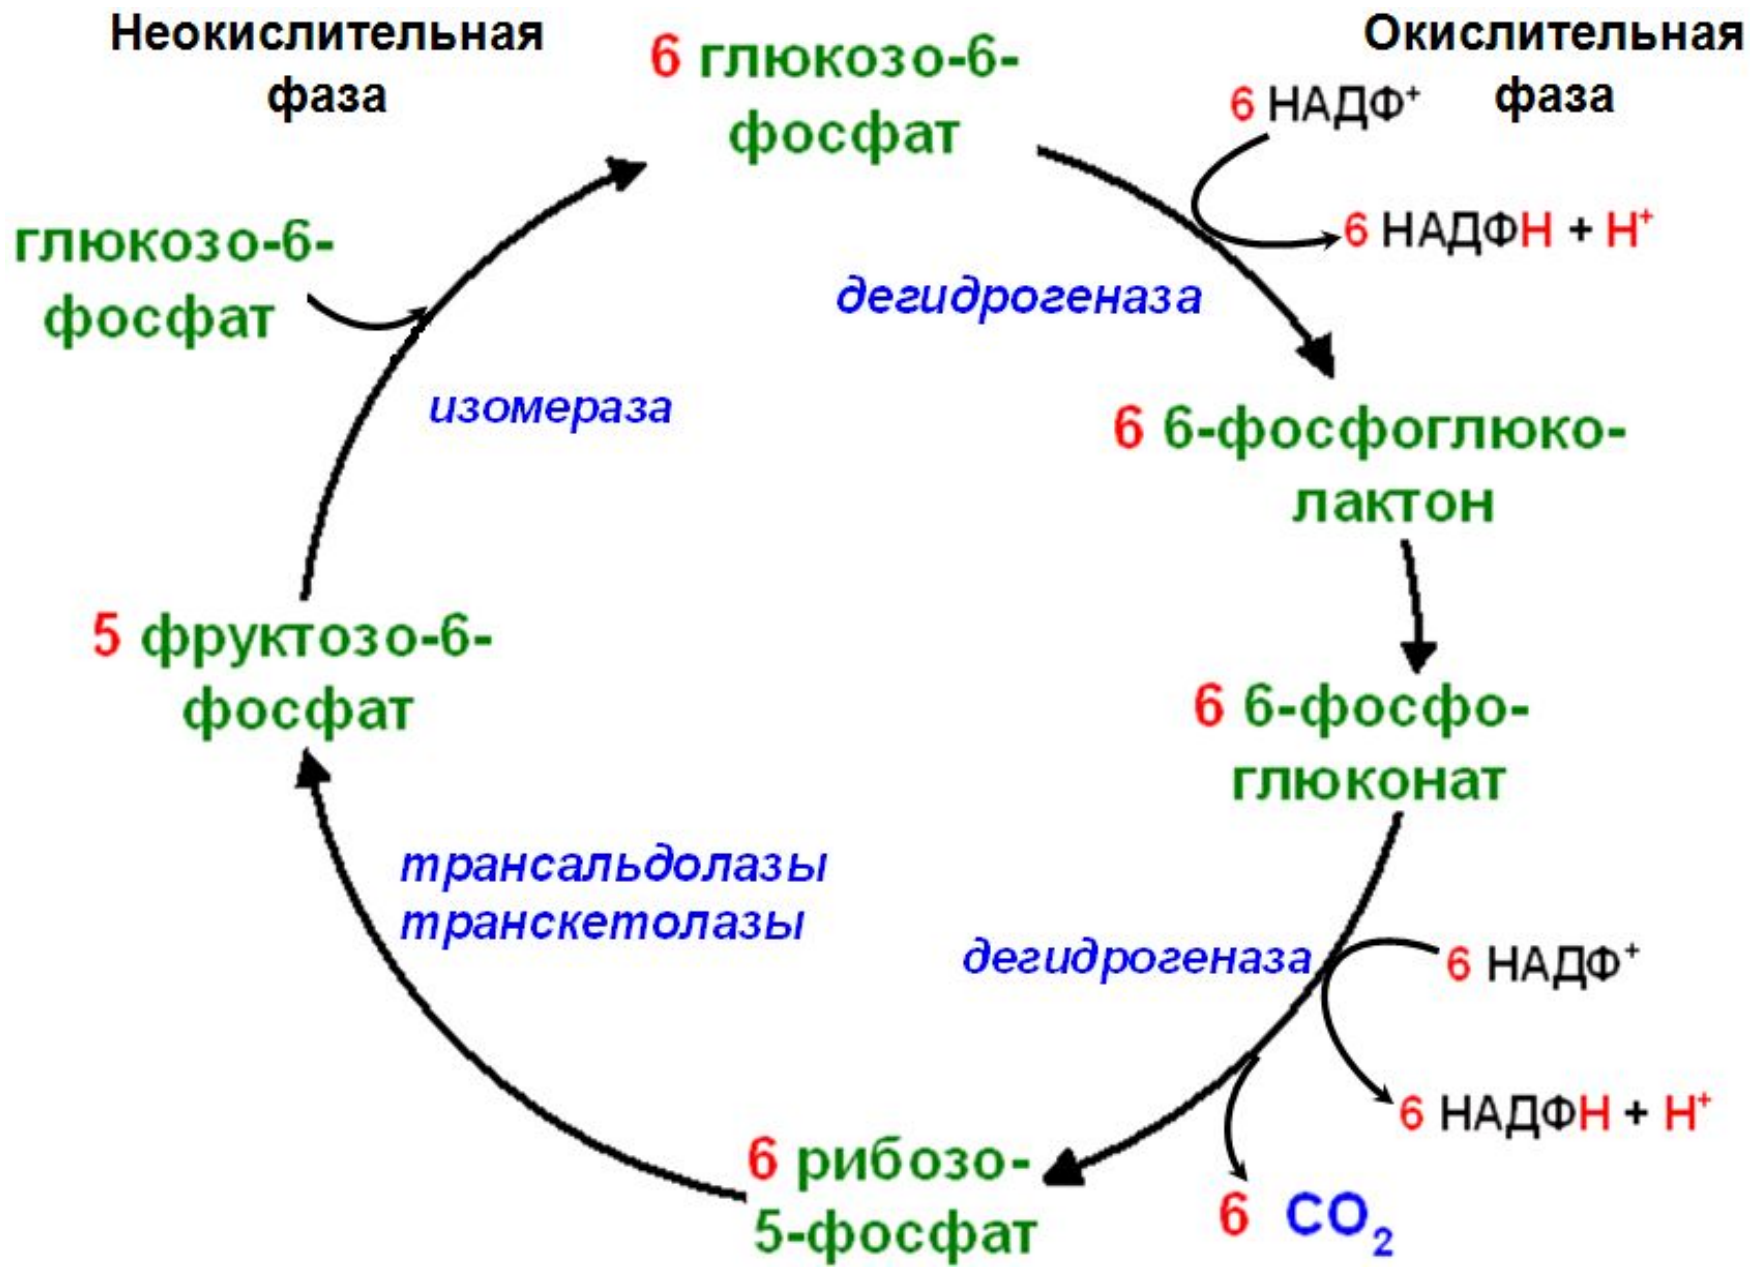 Неокислительная
фаза
6 глюкозо-6-
фосфат
Окислительная
фаза
6 НАДФ⁺
6 НАДФН + Н⁺
глюкозо-6-
фосфат
дегидрогеназа
изомераза
6 6-фосфоглюко-
лактон
5 фруктозо-6-
фосфат
6 6-фосфо-
глюконат
трансальдолазы
транскетолазы
дегидрогеназа
6 НАДФ⁺
6 НАДФН + Н⁺
6 рибозо-
5-фосфат
6 CO₂